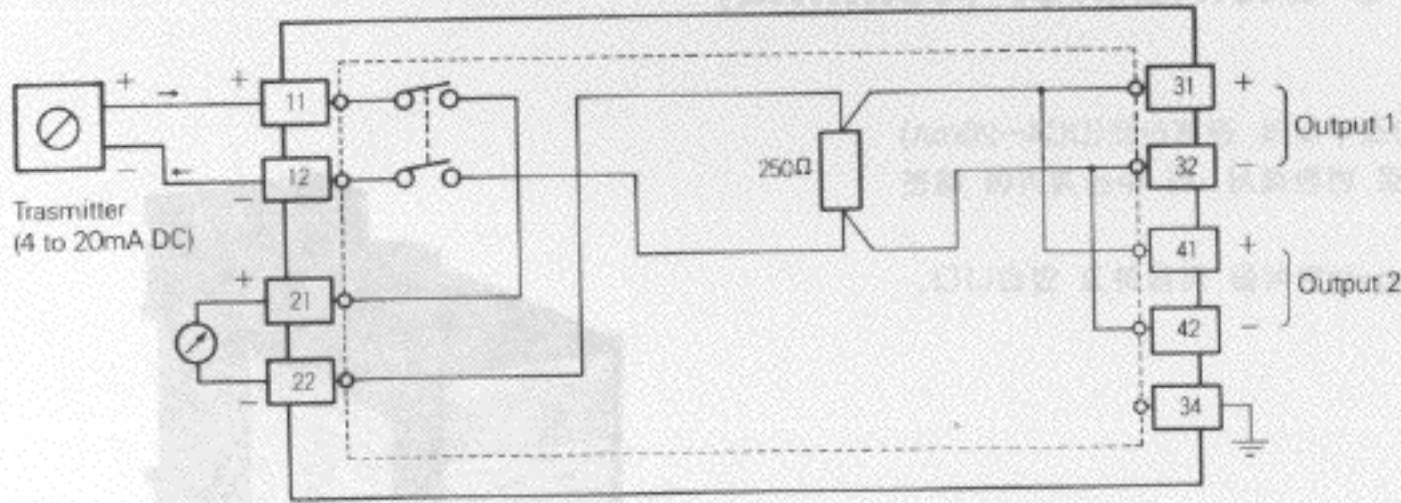 + → + 11
− ← 12 −
Trasmitter
(4 to 20mA DC)
+ 21
− 22
250Ω
31 +
32 −
Output 1
41 +
42 −
Output 2
34